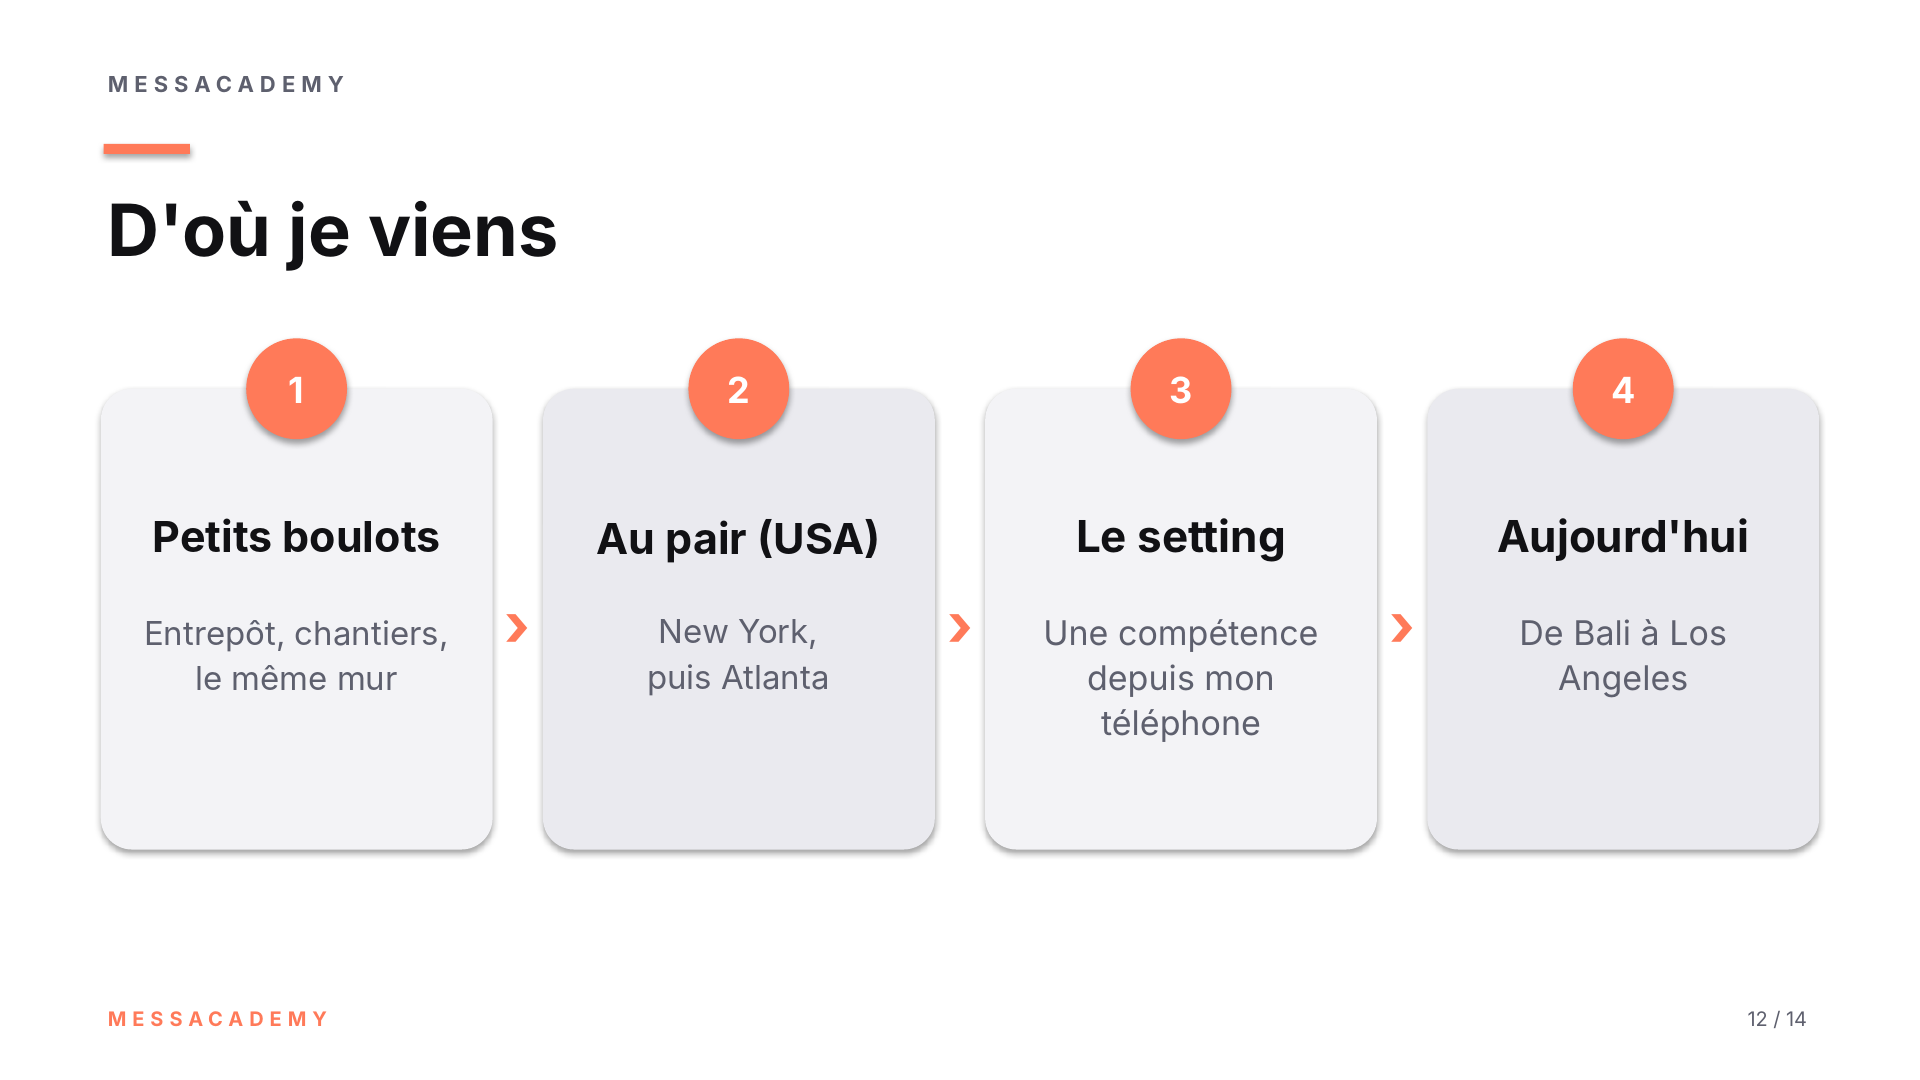 MESSACADEMY
D'où je viens
1
Petits boulots
Entrepôt, chantiers,
le même mur
›
2
Au pair (USA)
New York,
puis Atlanta
›
3
Le setting
Une compétence
depuis mon
téléphone
›
4
Aujourd'hui
De Bali à Los
Angeles
MESSACADEMY
12 / 14